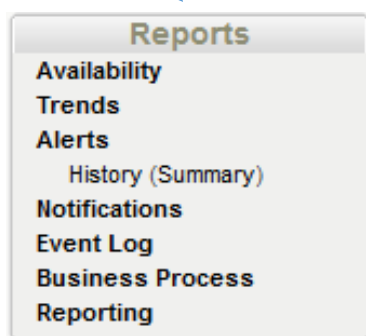 Reports
Availability
Trends
Alerts
History (Summary)
Notifications
Event Log
Business Process
Reporting